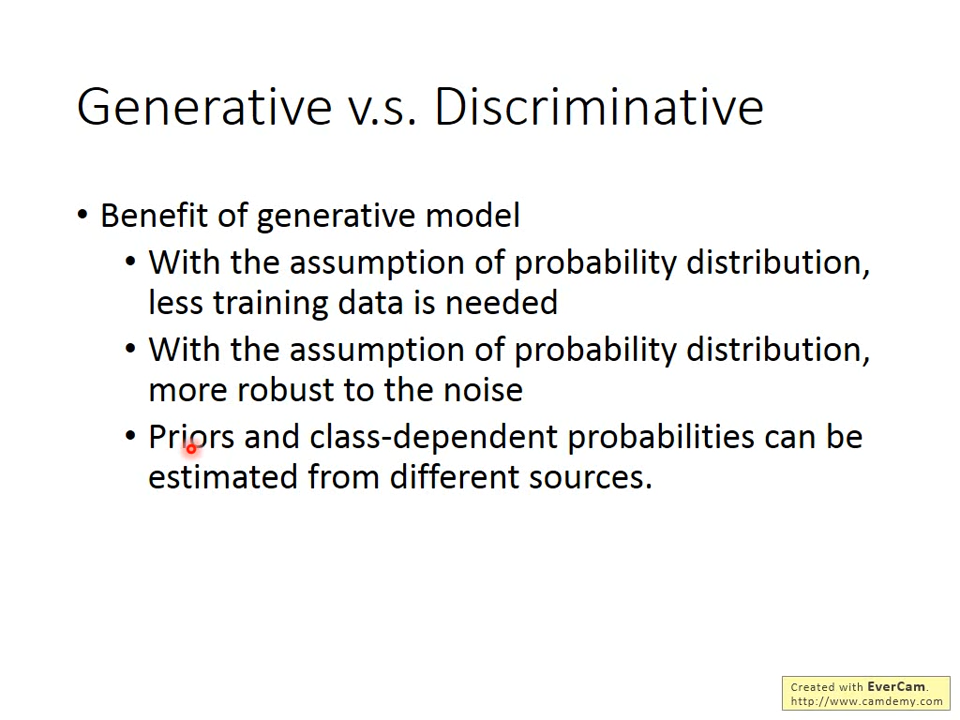 Generative v.s. Discriminative
• Benefit of generative model
• With the assumption of probability distribution,
less training data is needed
• With the assumption of probability distribution,
more robust to the noise
• Priors and class-dependent probabilities can be
estimated from different sources.
Created with EverCam.
http://www.camdemy.com